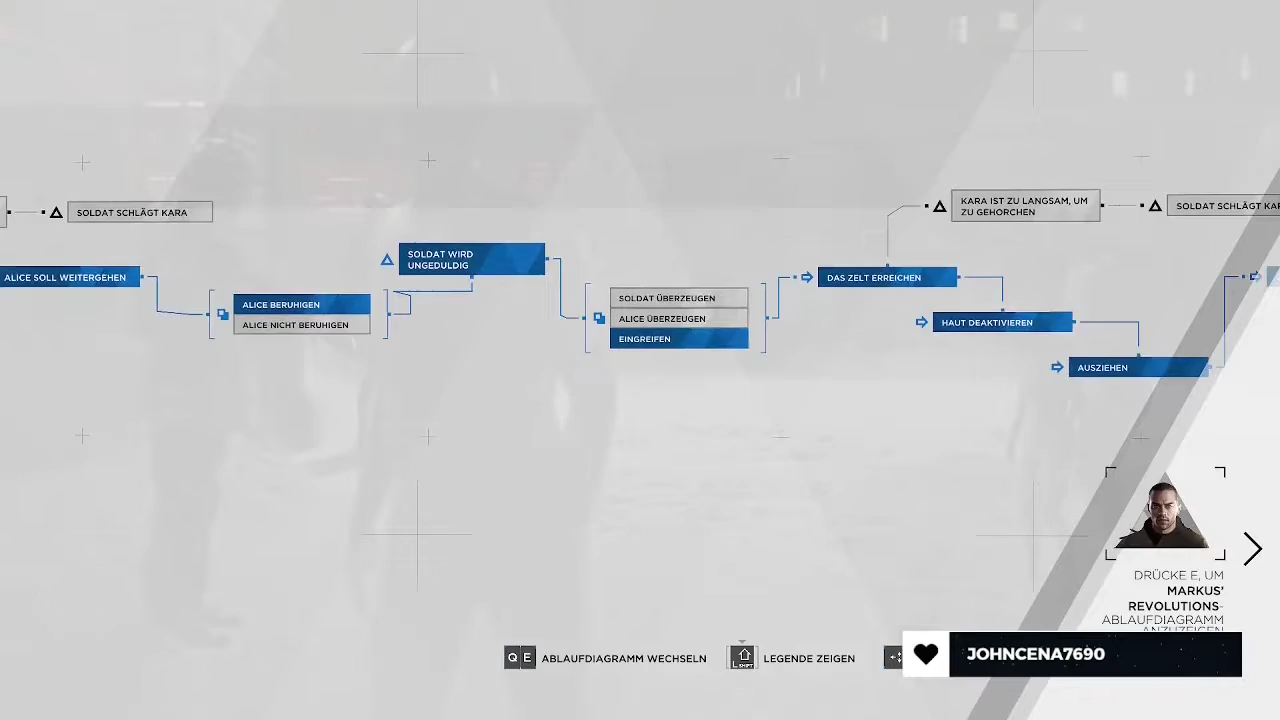 SOLDAT SCHLÄGT KARA
ALICE SOLL WEITERGEHEN
ALICE BERUHIGEN
ALICE NICHT BERUHIGEN
SOLDAT WIRD
UNGEDULDIG
SOLDAT ÜBERZEUGEN
ALICE ÜBERZEUGEN
EINGREIFEN
DAS ZELT ERREICHEN
KARA IST ZU LANGSAM, UM
ZU GEHORCHEN
SOLDAT SCHLÄGT KAR
HAUT DEAKTIVIEREN
AUSZIEHEN
DRÜCKE E, UM
MARKUS'
REVOLUTIONS-
ABLAUFDIAGRAMM
ANZUZEIGEN
Q E ABLAUFDIAGRAMM WECHSELN
L SHIFT LEGENDE ZEIGEN
JOHNCENA7690